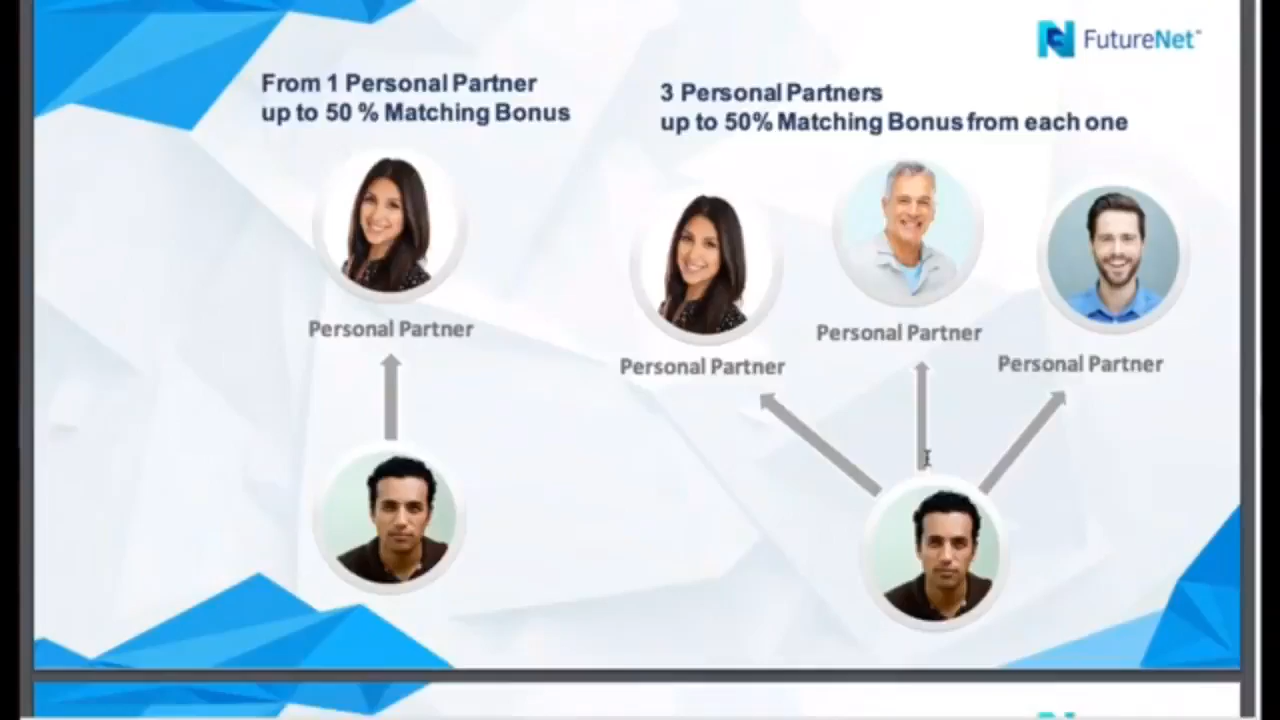 FutureNet™
From 1 Personal Partner
up to 50 % Matching Bonus
3 Personal Partners
up to 50% Matching Bonus from each one
Personal Partner
Personal Partner
Personal Partner
Personal Partner